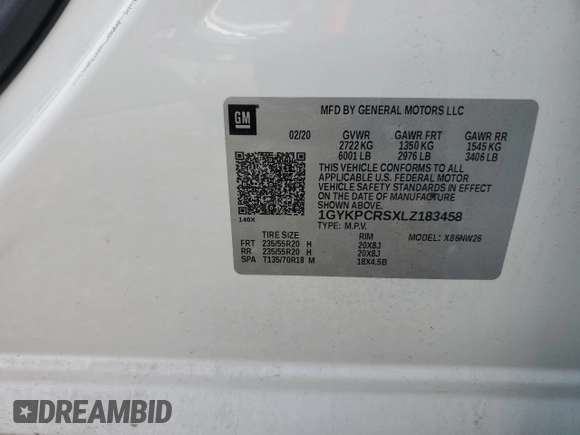 GM
MFD BY GENERAL MOTORS LLC
02/20 GVWR GAWR FRT GAWR RR
2722 KG 1350 KG 1545 KG
6001 LB 2976 LB 3406 LB
THIS VEHICLE CONFORMS TO ALL
APPLICABLE U.S. FEDERAL MOTOR
VEHICLE SAFETY STANDARDS IN EFFECT
ON THE DATE OF MANUFACTURE
SHOWN ABOVE.
1GYKPCRSXLZ183458
140X
TYPE: M.P.V. MODEL: X86NW26
TIRE SIZE RIM
FRT 235/55R20 H 20X8J
RR 235/55R20 H 20X8J
SPA T135/70R18 M 18X4.5B
DREAMBID